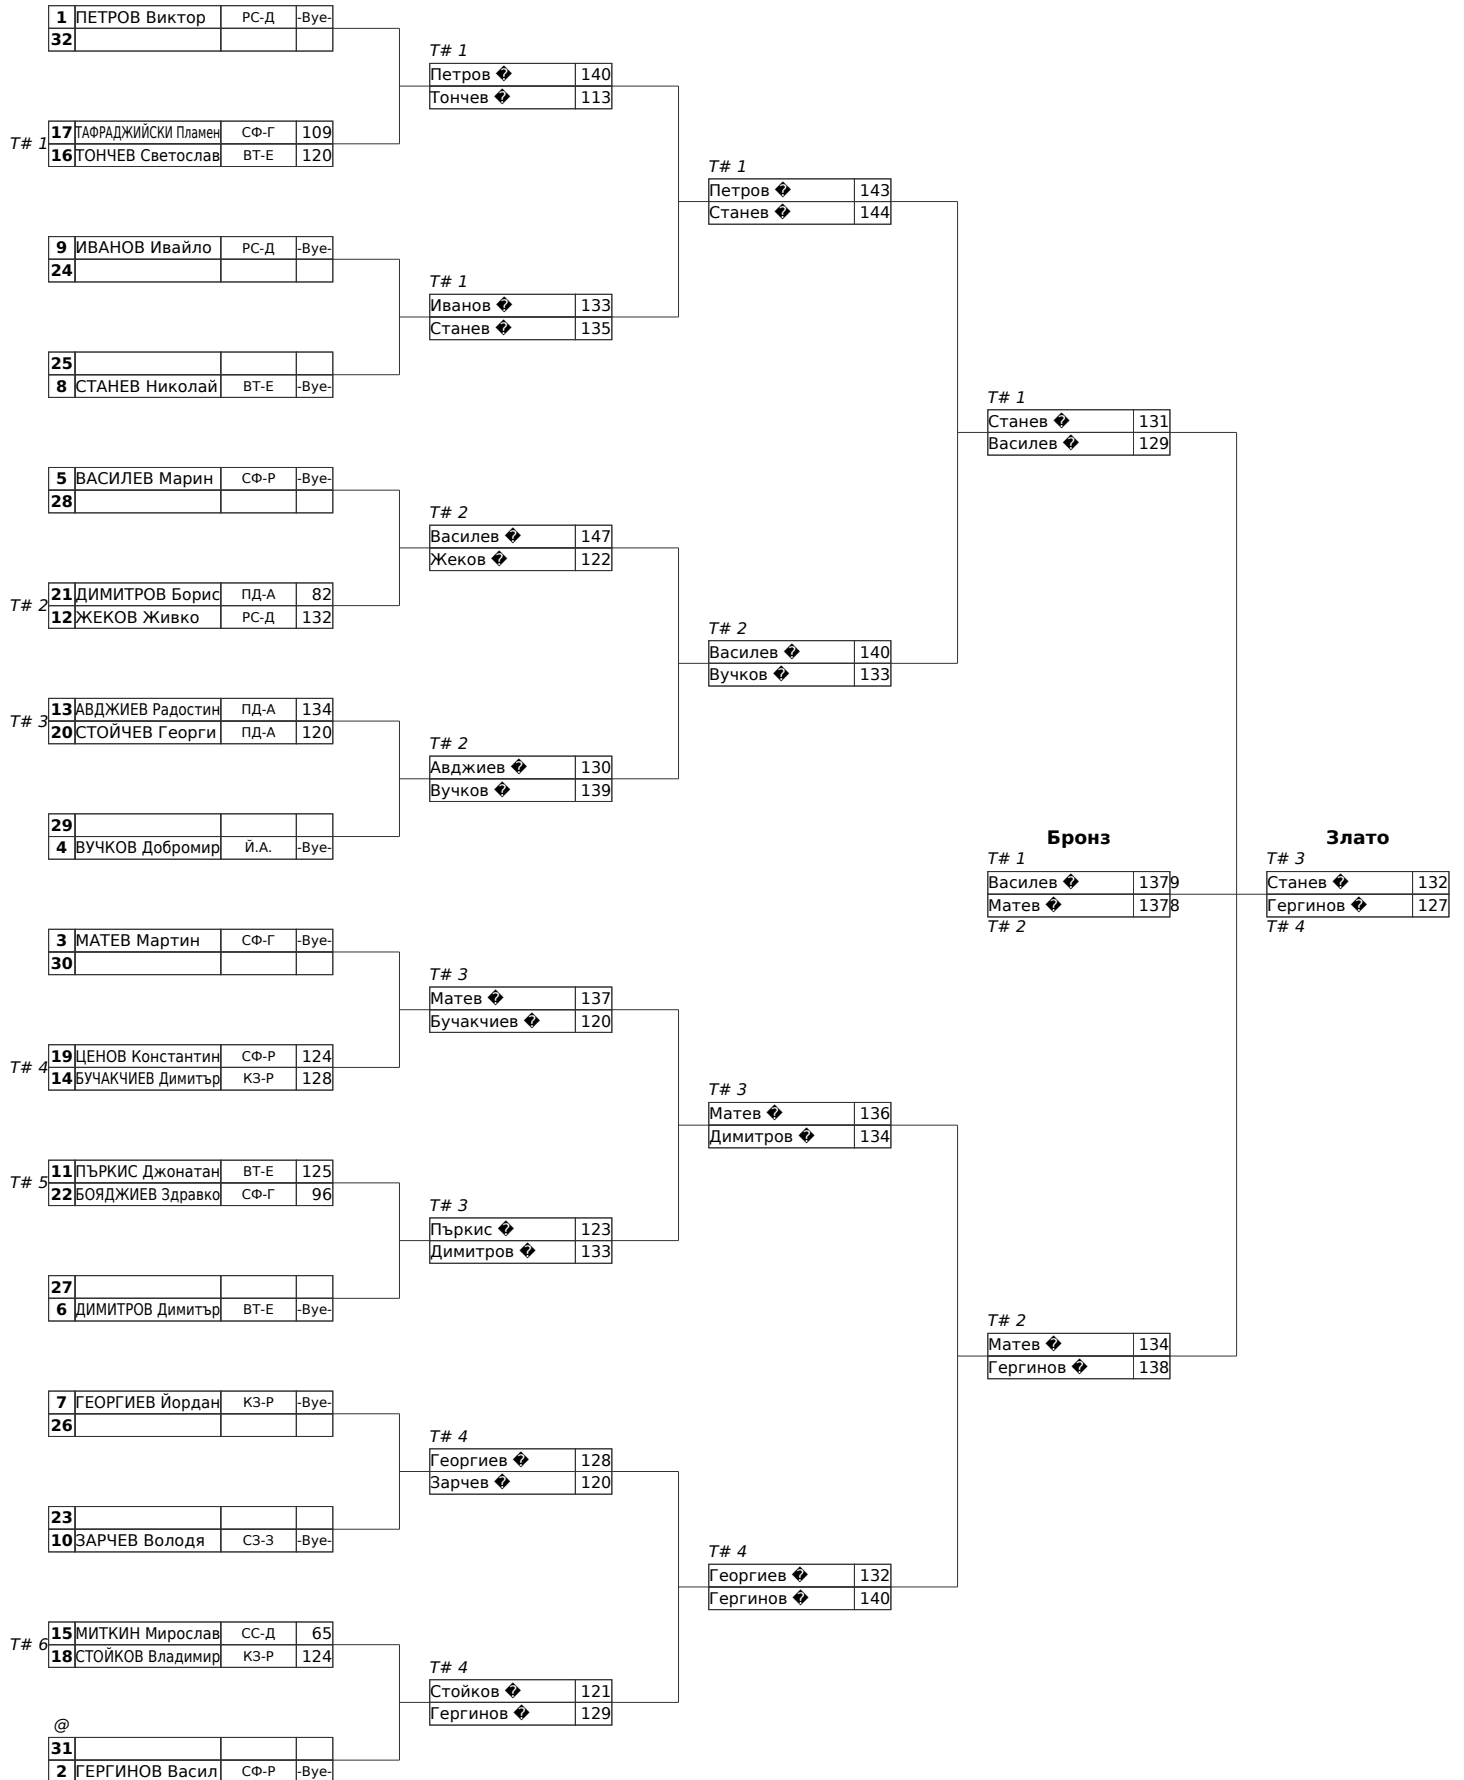 1 ПЕТРОВ Виктор РС-Д -Bye-
32
T# 1
Петров � 140
Тончев � 113
T# 1
17 ТАФРАДЖИЙСКИ Пламен СФ-Г 109
16 ТОНЧЕВ Светослав ВТ-Е 120
T# 1
Петров � 143
Станев � 144
9 ИВАНОВ Ивайло РС-Д -Bye-
24
T# 1
Иванов � 133
Станев � 135
25
8 СТАНЕВ Николай ВТ-Е -Bye-
T# 1
Станев � 131
Василев � 129
5 ВАСИЛЕВ Марин СФ-Р -Bye-
28
T# 2
Василев � 147
Жеков � 122
T# 2
21 ДИМИТРОВ Борис ПД-А 82
12 ЖЕКОВ Живко РС-Д 132
T# 2
Василев � 140
Вучков � 133
T# 3
13 АВДЖИЕВ Радостин ПД-А 134
20 СТОЙЧЕВ Георги ПД-А 120
T# 2
Авджиев � 130
Вучков � 139
29
4 ВУЧКОВ Добромир Й.А. -Bye-
Бронз
T# 1
Василев � 1379
Матев � 1378
T# 2
Злато
T# 3
Станев � 132
Гергинов � 127
T# 4
3 МАТЕВ Мартин СФ-Г -Bye-
30
T# 3
Матев � 137
Бучакчиев � 120
T# 4
19 ЦЕНОВ Константин СФ-Р 124
14 БУЧАКЧИЕВ Димитър КЗ-Р 128
T# 3
Матев � 136
Димитров � 134
T# 5
11 ПЪРКИС Джонатан ВТ-Е 125
22 БОЯДЖИЕВ Здравко СФ-Г 96
T# 3
Пъркис � 123
Димитров � 133
27
6 ДИМИТРОВ Димитър ВТ-Е -Bye-
T# 2
Матев � 134
Гергинов � 138
7 ГЕОРГИЕВ Йордан КЗ-Р -Bye-
26
T# 4
Георгиев � 128
Зарчев � 120
23
10 ЗАРЧЕВ Володя СЗ-З -Bye-
T# 4
Георгиев � 132
Гергинов � 140
T# 6
15 МИТКИН Мирослав СС-Д 65
18 СТОЙКОВ Владимир КЗ-Р 124
T# 4
Стойков � 121
Гергинов � 129
@
31
2 ГЕРГИНОВ Васил СФ-Р -Bye-